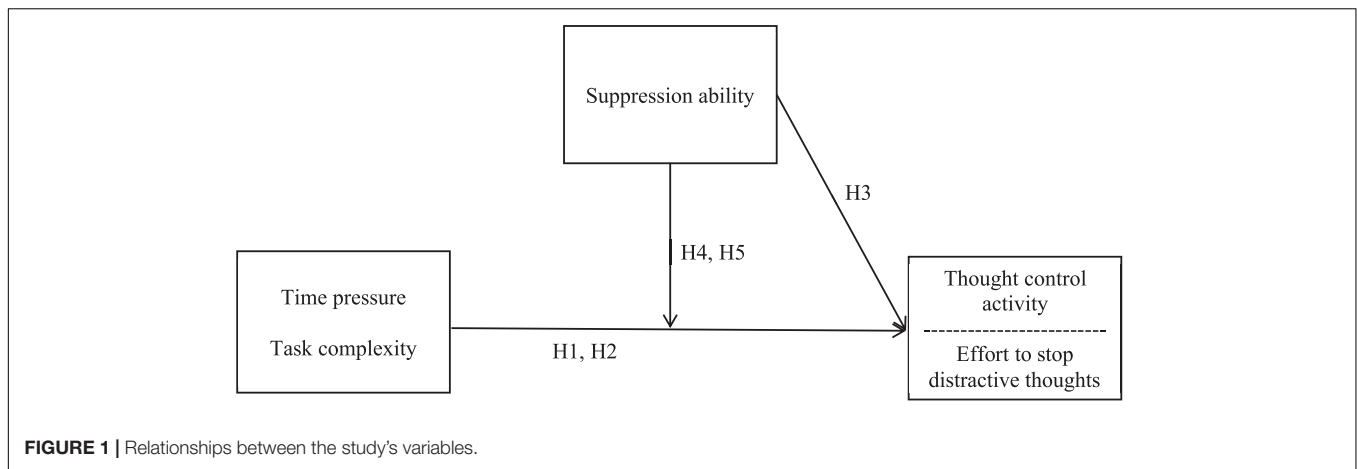 Suppression ability
H3
H4, H5
Time pressure
Task complexity
H1, H2
Thought control
activity
Effort to stop
distractive thoughts
FIGURE 1 | Relationships between the study's variables.